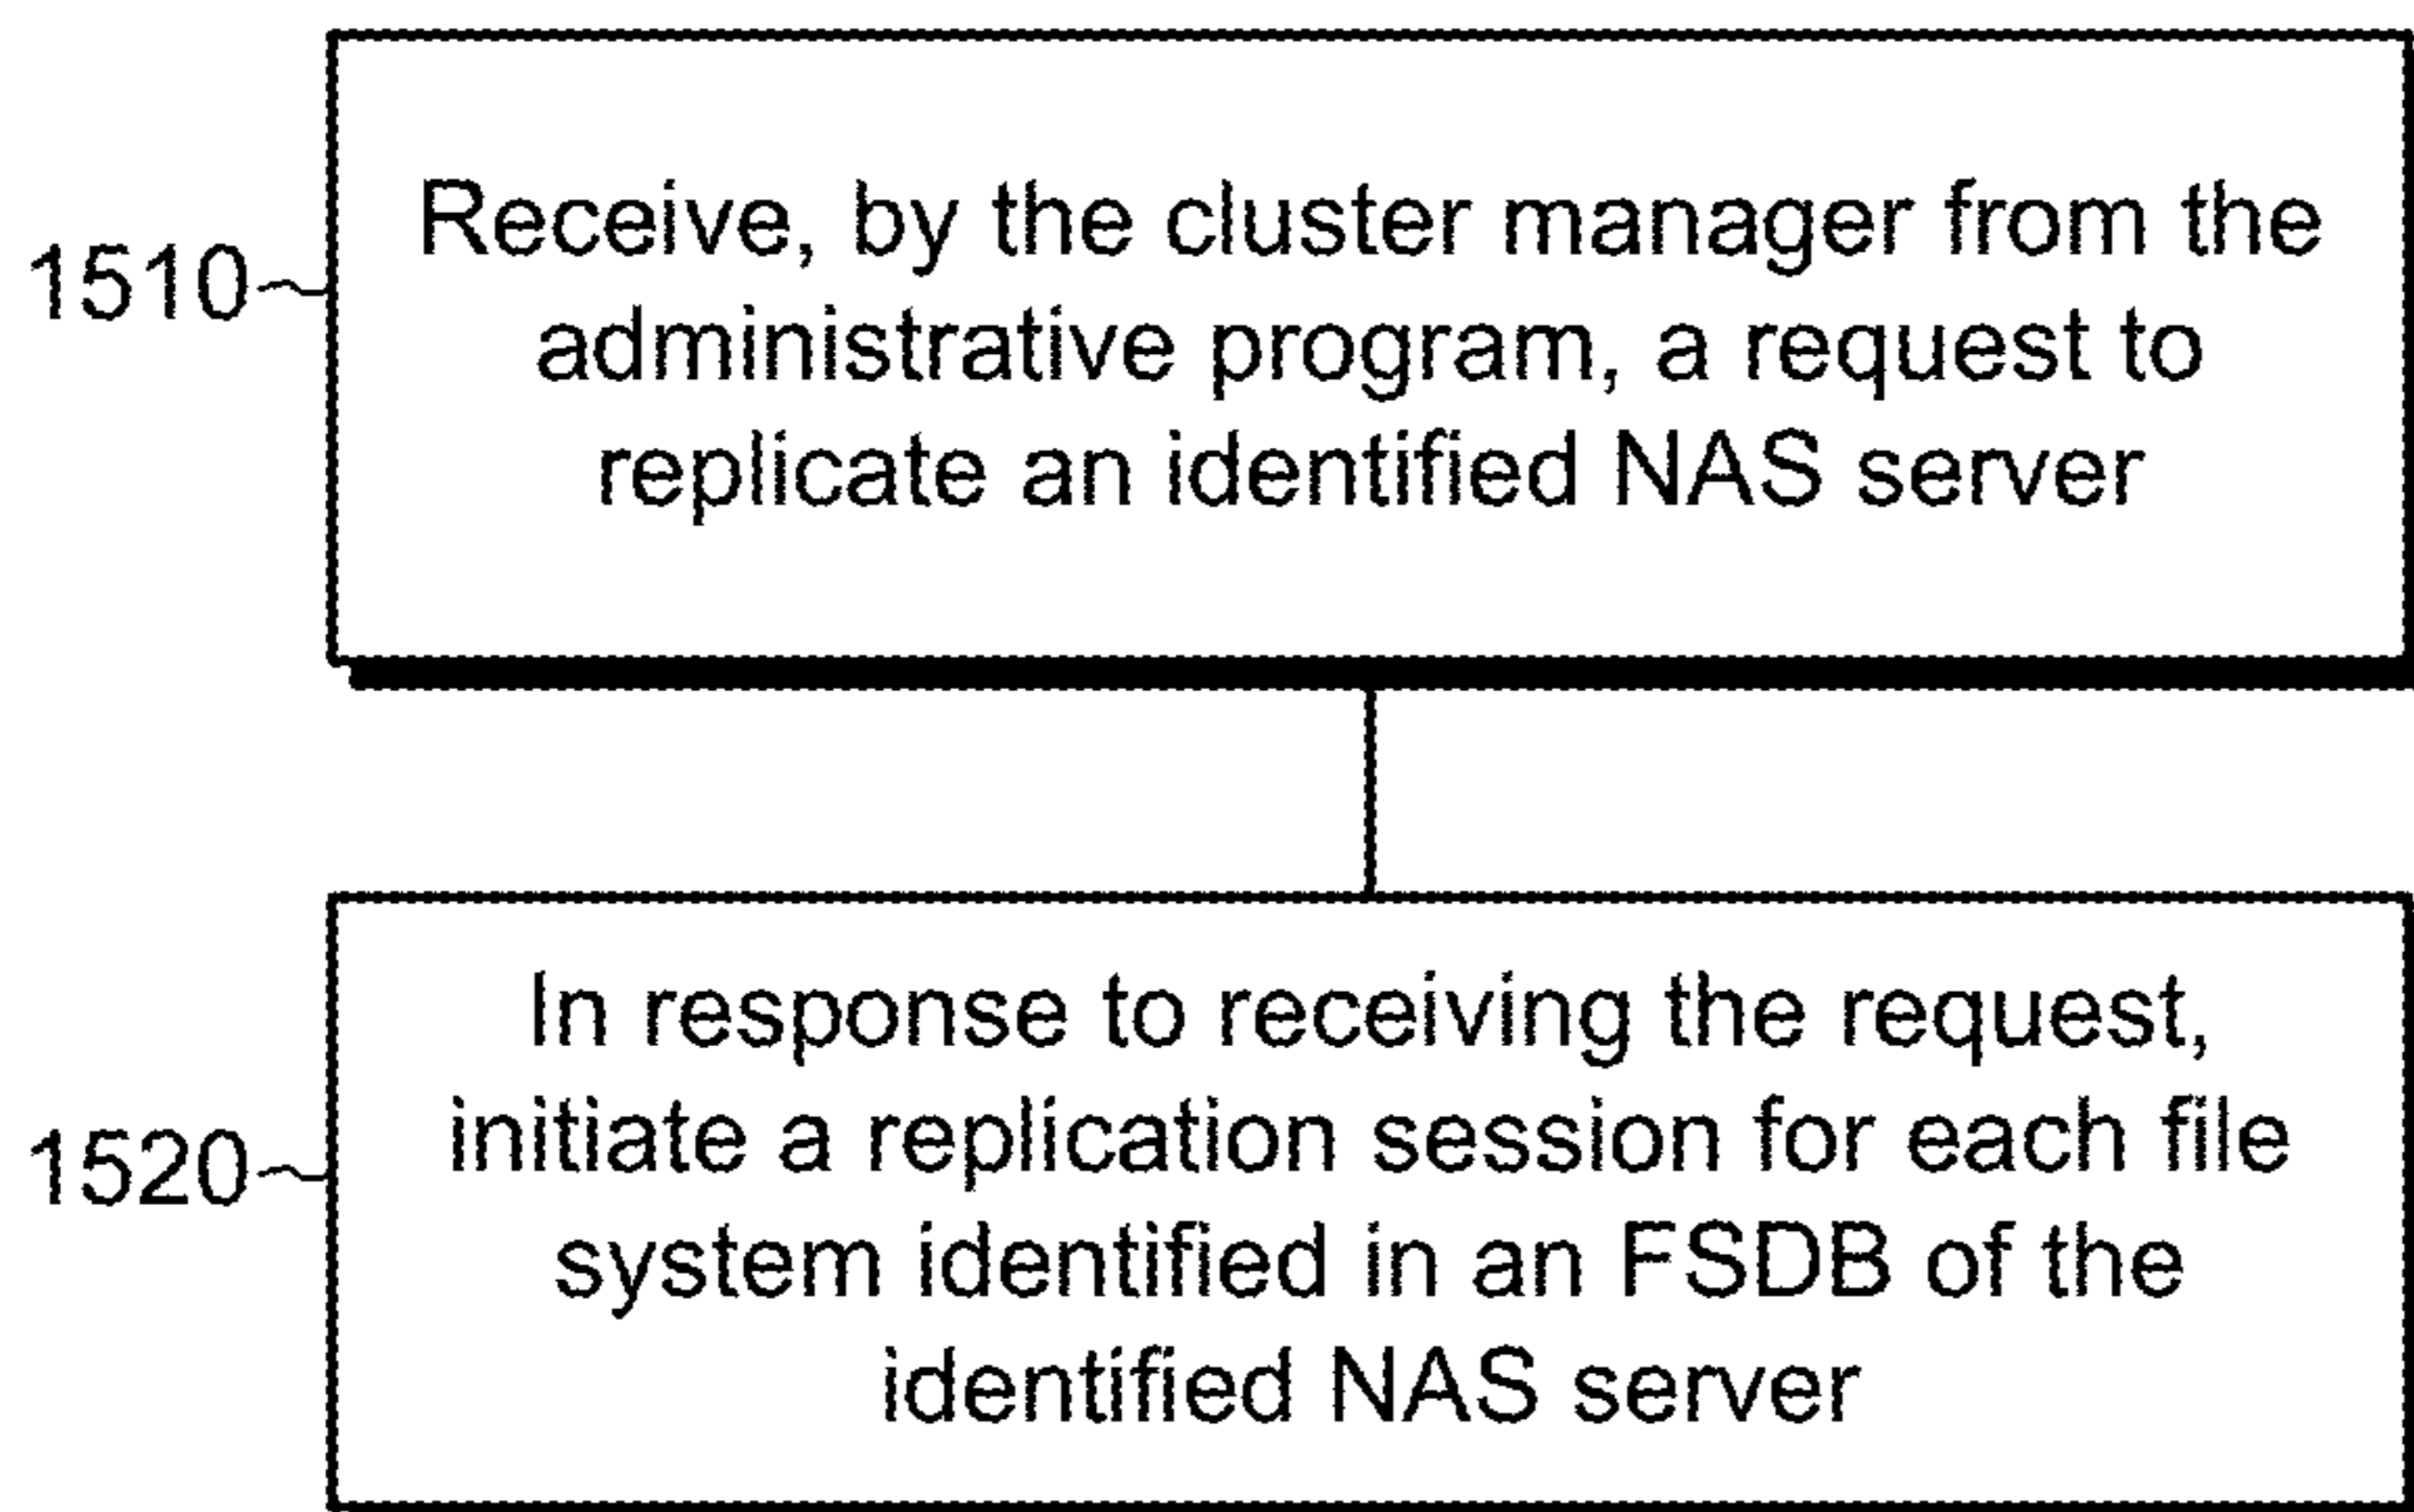 1510
Receive, by the cluster manager from the
administrative program, a request to
replicate an identified NAS server
1520
In response to receiving the request,
initiate a replication session for each file
system identified in an FSDB of the
identified NAS server